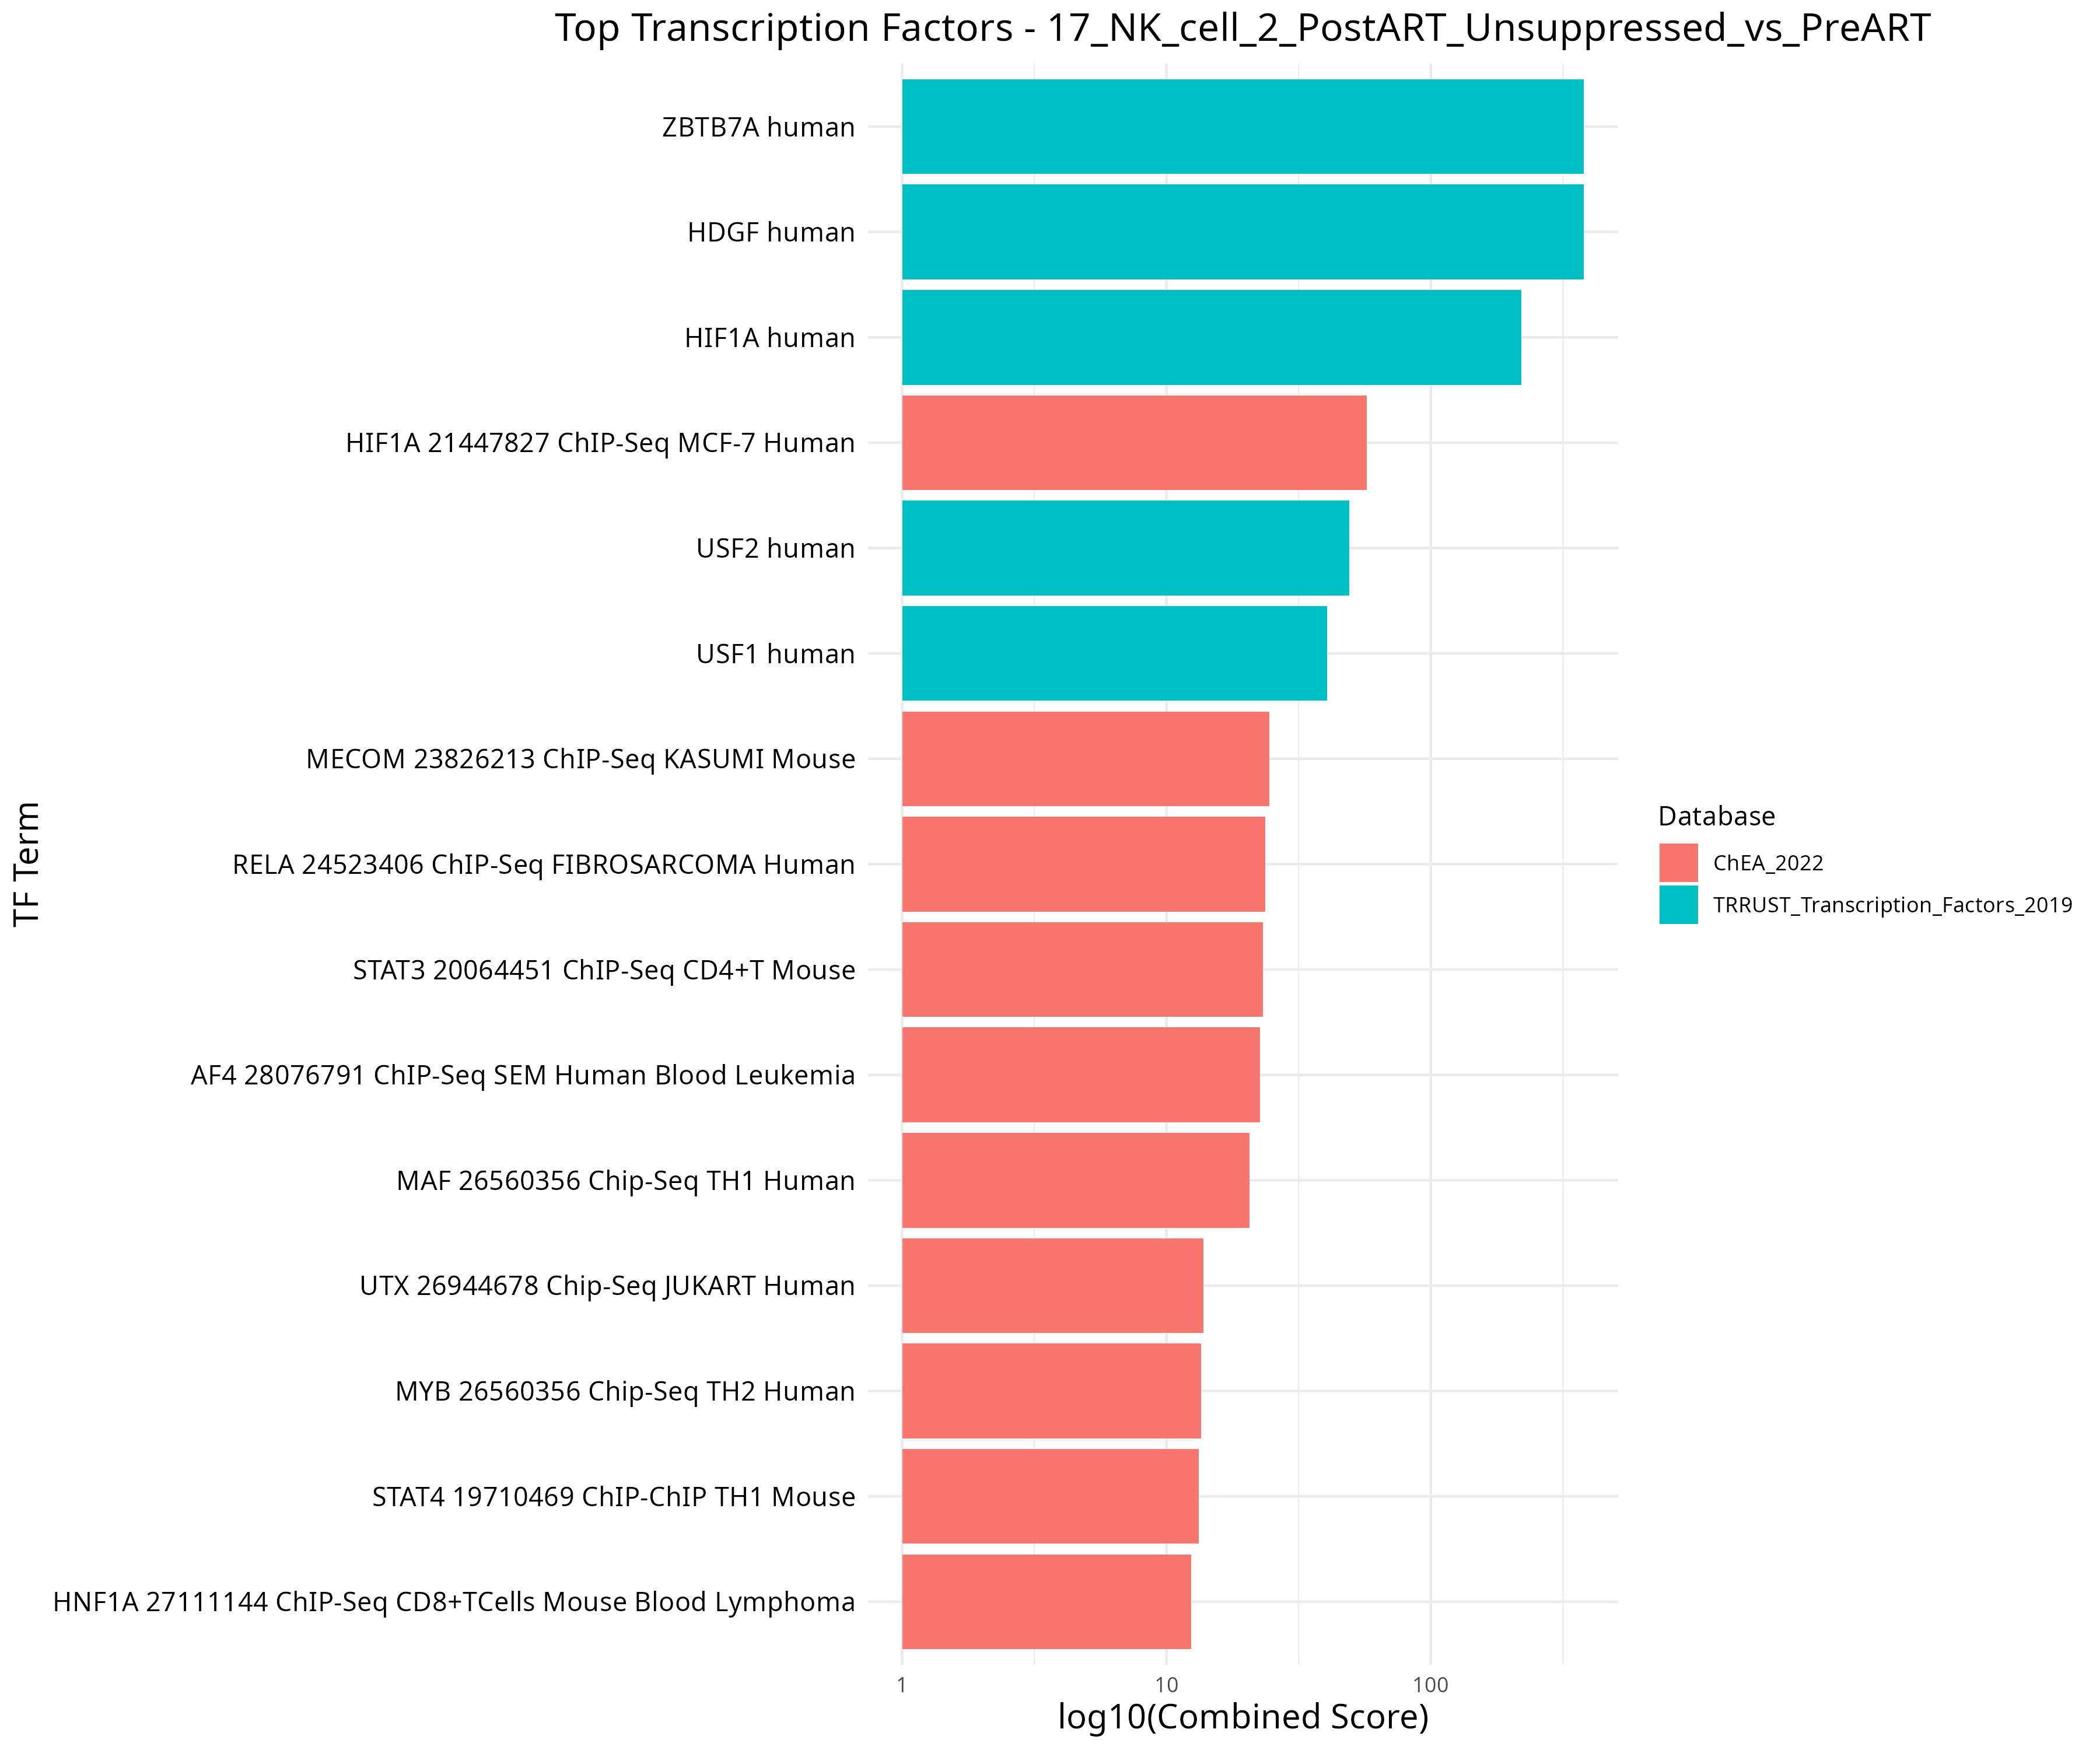 Top Transcription Factors - 17_NK_cell_2_PostART_Unsuppressed_vs_PreART
ZBTB7A human
HDGF human
HIF1A human
HIF1A 21447827 ChIP-Seq MCF-7 Human
USF2 human
USF1 human
MECOM 23826213 ChIP-Seq KASUMI Mouse
RELA 24523406 ChIP-Seq FIBROSARCOMA Human
STAT3 20064451 ChIP-Seq CD4+T Mouse
AF4 28076791 ChIP-Seq SEM Human Blood Leukemia
MAF 26560356 Chip-Seq TH1 Human
UTX 26944678 Chip-Seq JUKART Human
MYB 26560356 Chip-Seq TH2 Human
STAT4 19710469 ChIP-ChIP TH1 Mouse
HNF1A 27111144 ChIP-Seq CD8+TCells Mouse Blood Lymphoma
TF Term
1 10 100
log10(Combined Score)
Database
ChEA_2022
TRRUST_Transcription_Factors_2019